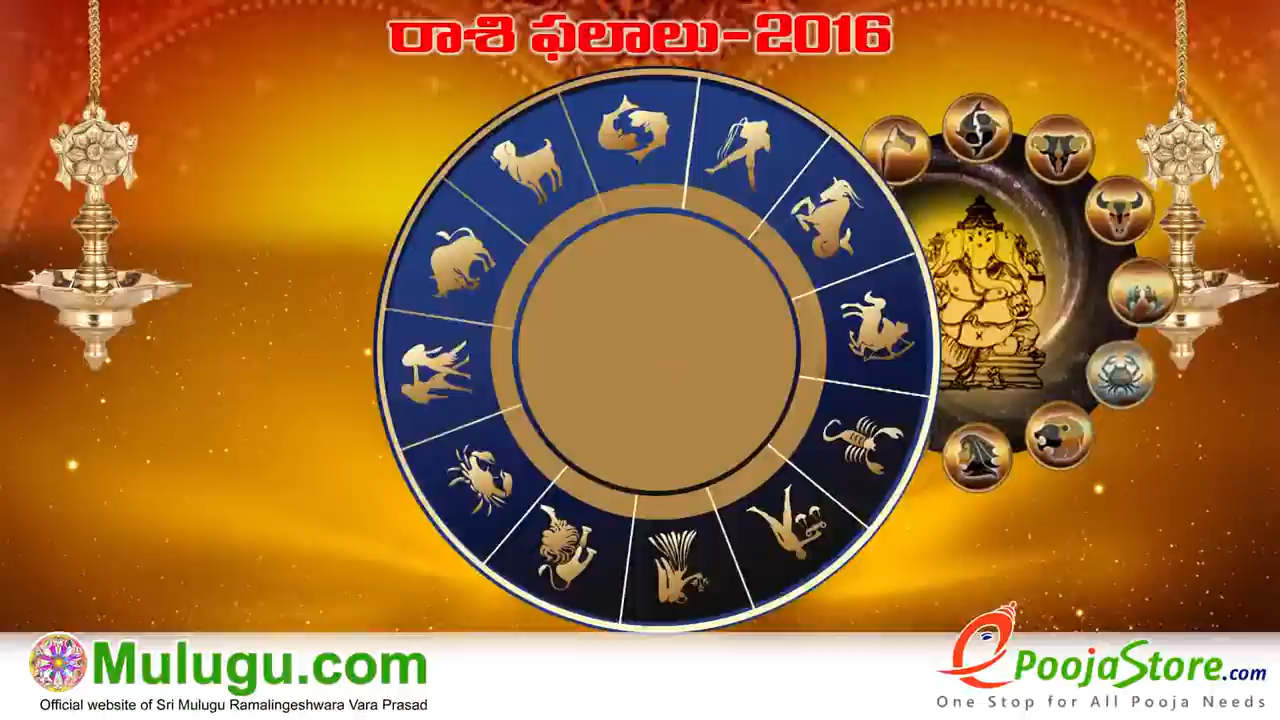 రాశి ఫలాలు-2016
Mulugu.com
Official website of Sri Mulugu Ramalingeshwara Vara Prasad
ePoojaStore.com
One Stop for All Pooja Needs